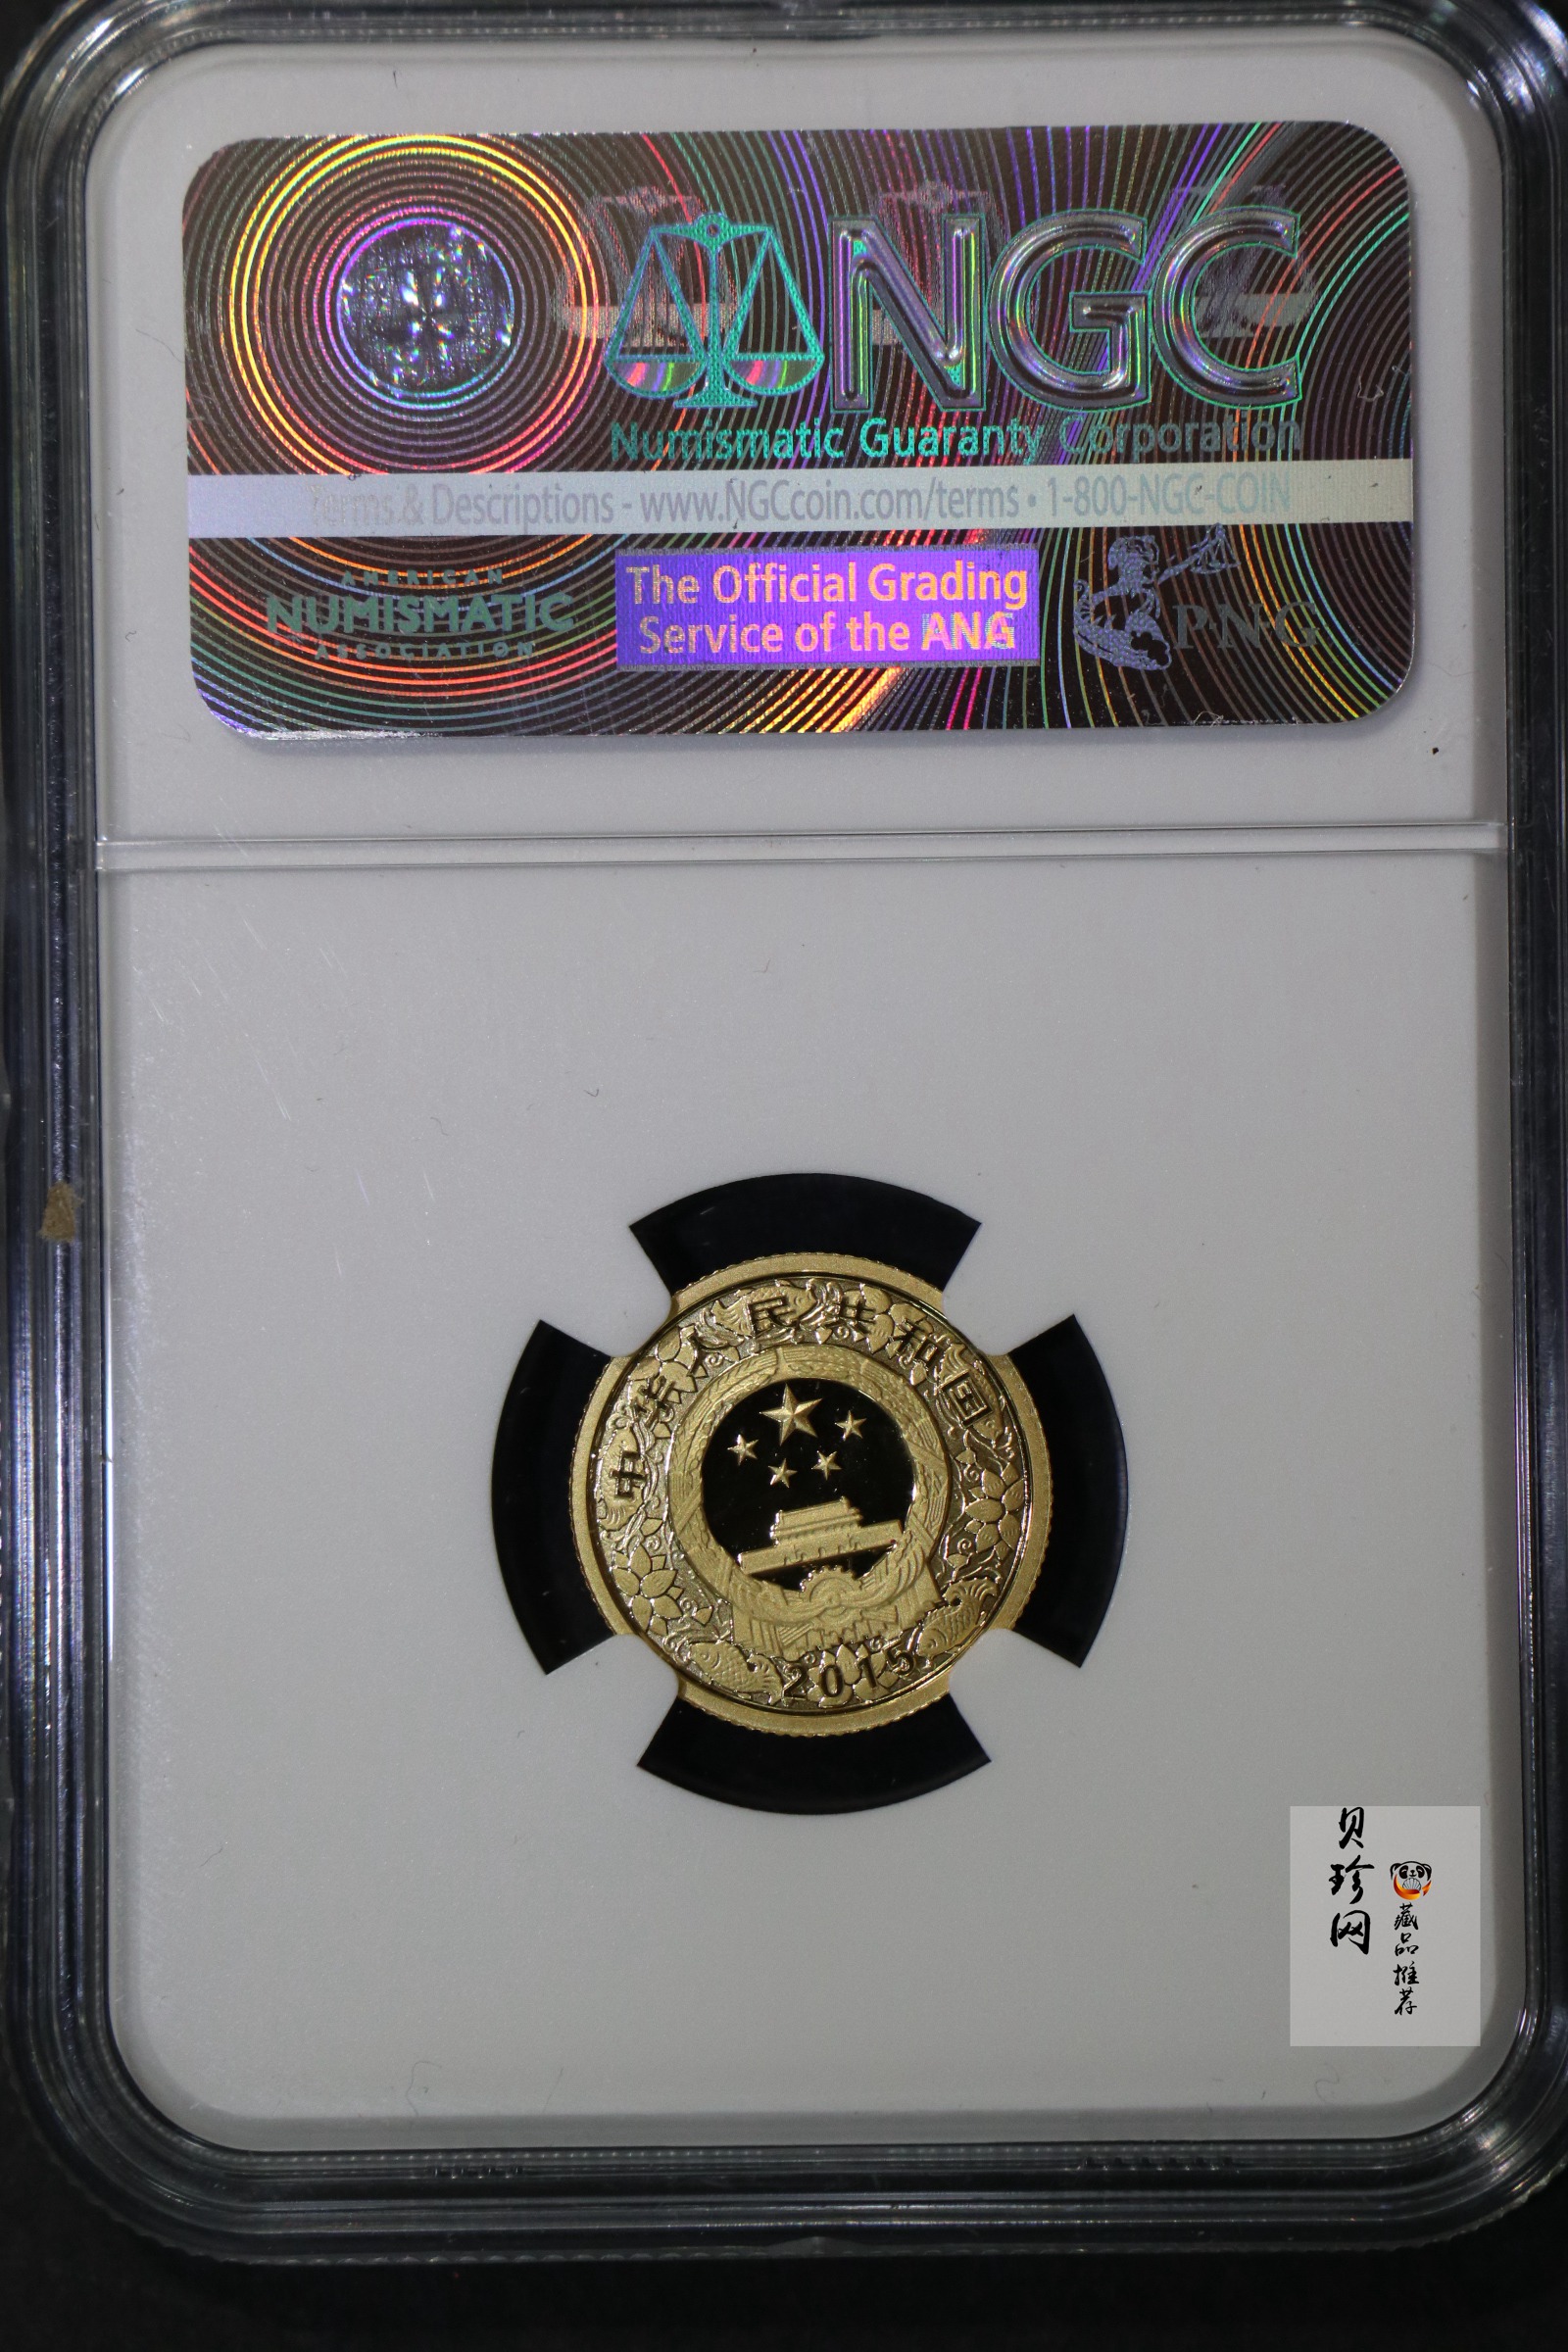 NGC
Numismatic Guaranty Corporation
Terms & Descriptions - www.NGCcoin.com/terms • 1-800-NGC-COIN
AMERICAN
NUMISMATIC
ASSOCIATION
The Official Grading
Service of the ANA
P·N·G
中华人民共和国
2015
贝珍网
藏品推荐